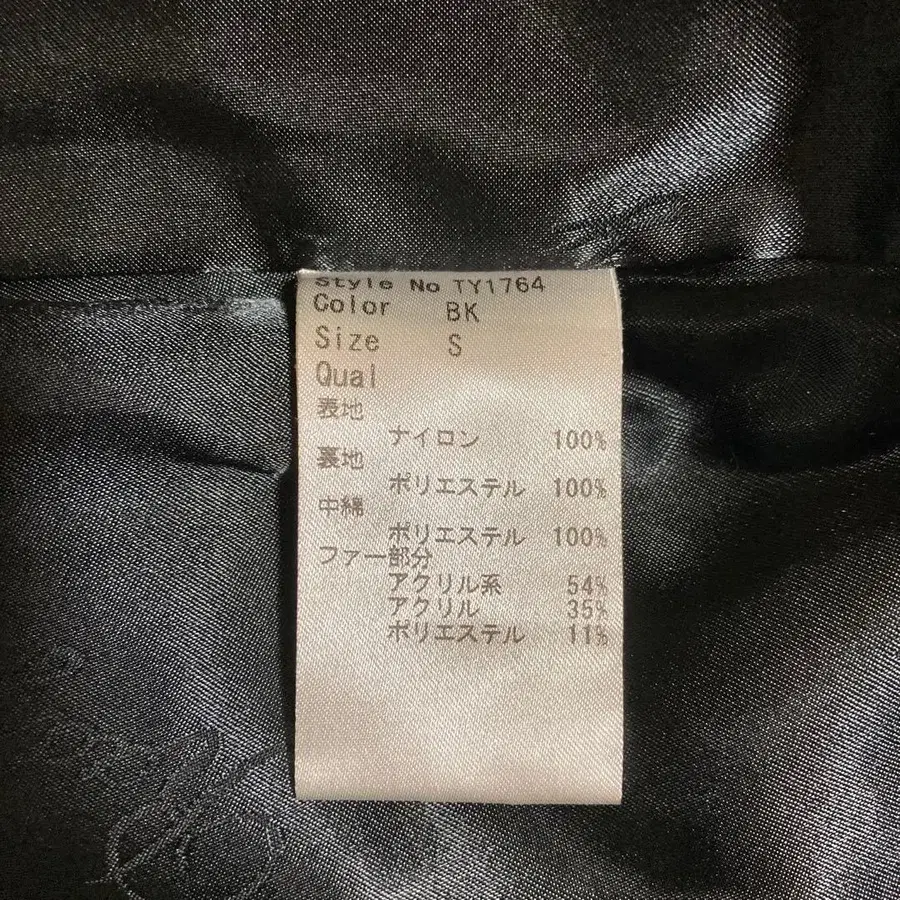 Style No TY1764
Color BK
Size S
Qual
表地
ナイロン 100%
裏地
ポリエステル 100%
中綿
ポリエステル 100%
ファー部分
アクリル系 54%
アクリル 35%
ポリエステル 11%